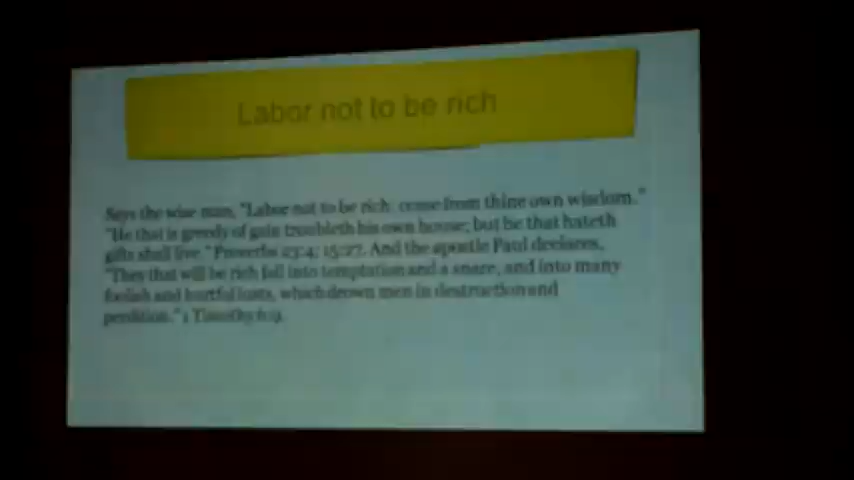 Labor not to be rich
Says the wise man, "Labor not to be rich: come from thine own wisdom."
"He that is greedy of gain troubleth his own house; but he that hateth
gifts shall live." Proverbs 23:4; 15:27. And the apostle Paul declares,
"They that will be rich fall into temptation and a snare, and into many
foolish and hurtful lusts, which drown men in destruction and
perdition." 1 Timothy 6:9.